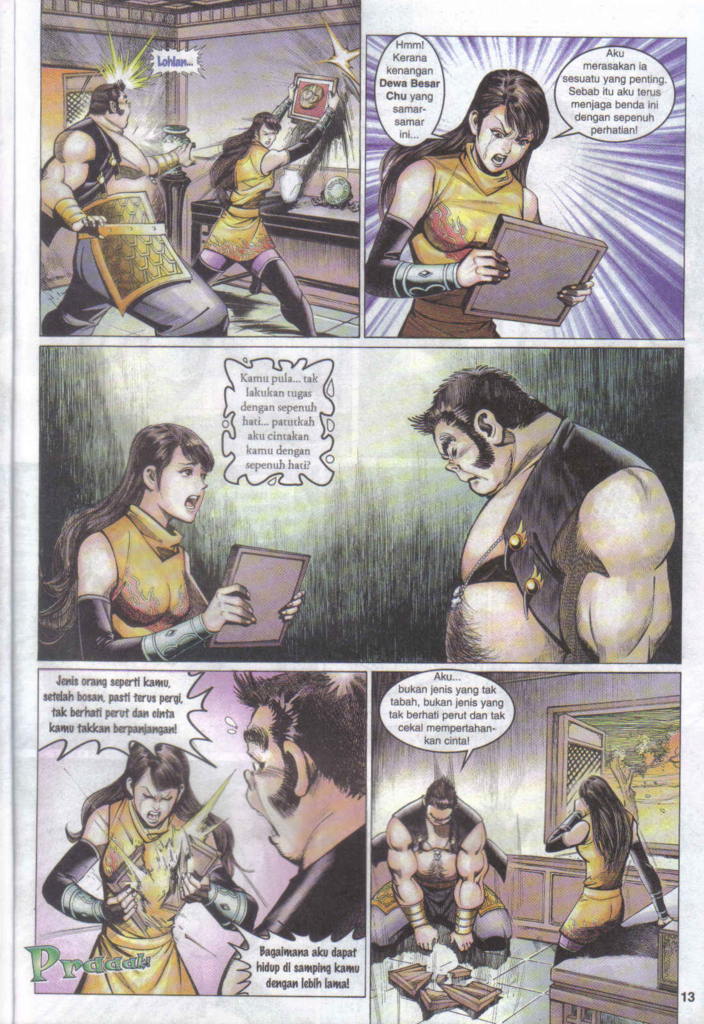 Lohlan...
Hmm!
Kerana
kenangan
Dewa Besar
Chu yang
samar-
samar
ini...
Aku
merasakan ia
sesuatu yang penting.
Sebab itu aku terus
menjaga benda ini
dengan sepenuh
perhatian!
Kamu pula... tak
lakukan tugas
dengan sepenuh
hati... patutkah
aku cintakan
kamu dengan
sepenuh hati?
Jenis orang seperti kamu,
setelah bosan, pasti terus pergi,
tak berhati perut dan cinta
kamu takkan berpanjangan!
Praaak!
Bagaimana aku dapat
hidup di samping kamu
dengan lebih lama!
Aku...
bukan jenis yang tak
tabah, bukan jenis yang
tak berhati perut dan tak
cekal mempertahan-
kan cinta!
13